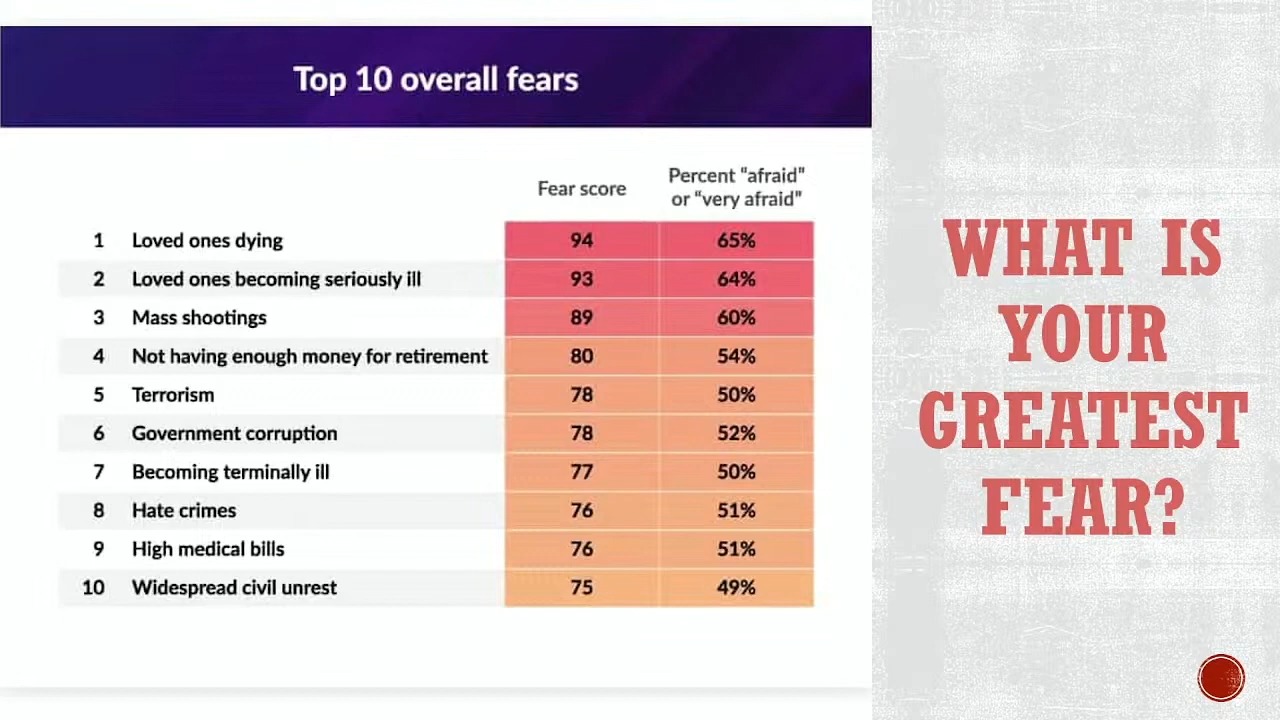 Top 10 overall fears
Fear score
Percent “afraid”
or “very afraid”
1 Loved ones dying 94 65%
2 Loved ones becoming seriously ill 93 64%
3 Mass shootings 89 60%
4 Not having enough money for retirement 80 54%
5 Terrorism 78 50%
6 Government corruption 78 52%
7 Becoming terminally ill 77 50%
8 Hate crimes 76 51%
9 High medical bills 76 51%
10 Widespread civil unrest 75 49%
WHAT IS
YOUR
GREATEST
FEAR?